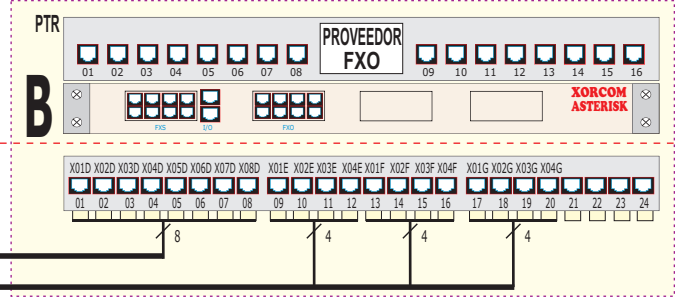 PTR
PROVEEDOR
FXO
01 02 03 04 05 06 07 08 09 10 11 12 13 14 15 16
B
XORCOM
ASTERISK
FXS I/O FXO
X01D X02D X03D X04D X05D X06D X07D X08D X01E X02E X03E X04E X01F X02F X03F X04F X01G X02G X03G X04G
01 02 03 04 05 06 07 08 09 10 11 12 13 14 15 16 17 18 19 20 21 22 23 24
8 4 4 4